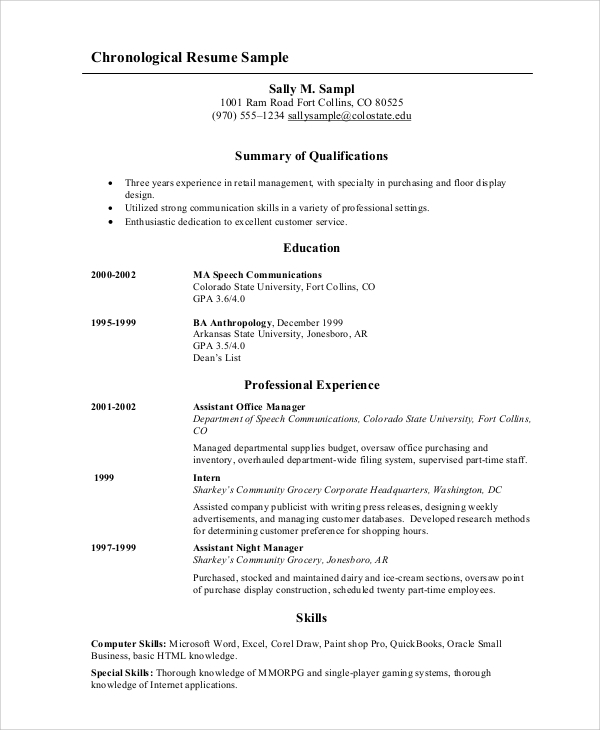 Chronological Resume Sample
Sally M. Sampl
1001 Ram Road Fort Collins, CO 80525
(970) 555–1234 sallysample@colostate.edu
Summary of Qualifications
• Three years experience in retail management, with specialty in purchasing and floor display
design.
• Utilized strong communication skills in a variety of professional settings.
• Enthusiastic dedication to excellent customer service.
Education
2000-2002 MA Speech Communications
Colorado State University, Fort Collins, CO
GPA 3.6/4.0
1995-1999 BA Anthropology, December 1999
Arkansas State University, Jonesboro, AR
GPA 3.5/4.0
Dean’s List
Professional Experience
2001-2002 Assistant Office Manager
Department of Speech Communications, Colorado State University, Fort Collins,
CO
Managed departmental supplies budget, oversaw office purchasing and
inventory, overhauled department-wide filing system, supervised part-time staff.
1999 Intern
Sharkey’s Community Grocery Corporate Headquarters, Washington, DC
Assisted company publicist with writing press releases, designing weekly
advertisements, and managing customer databases. Developed research methods
for determining customer preference for shopping hours.
1997-1999 Assistant Night Manager
Sharkey’s Community Grocery, Jonesboro, AR
Purchased, stocked and maintained dairy and ice-cream sections, oversaw point
of purchase display construction, scheduled twenty part-time employees.
Skills
Computer Skills: Microsoft Word, Excel, Corel Draw, Paint shop Pro, QuickBooks, Oracle Small
Business, basic HTML knowledge.
Special Skills: Thorough knowledge of MMORPG and single-player gaming systems, thorough
knowledge of Internet applications.